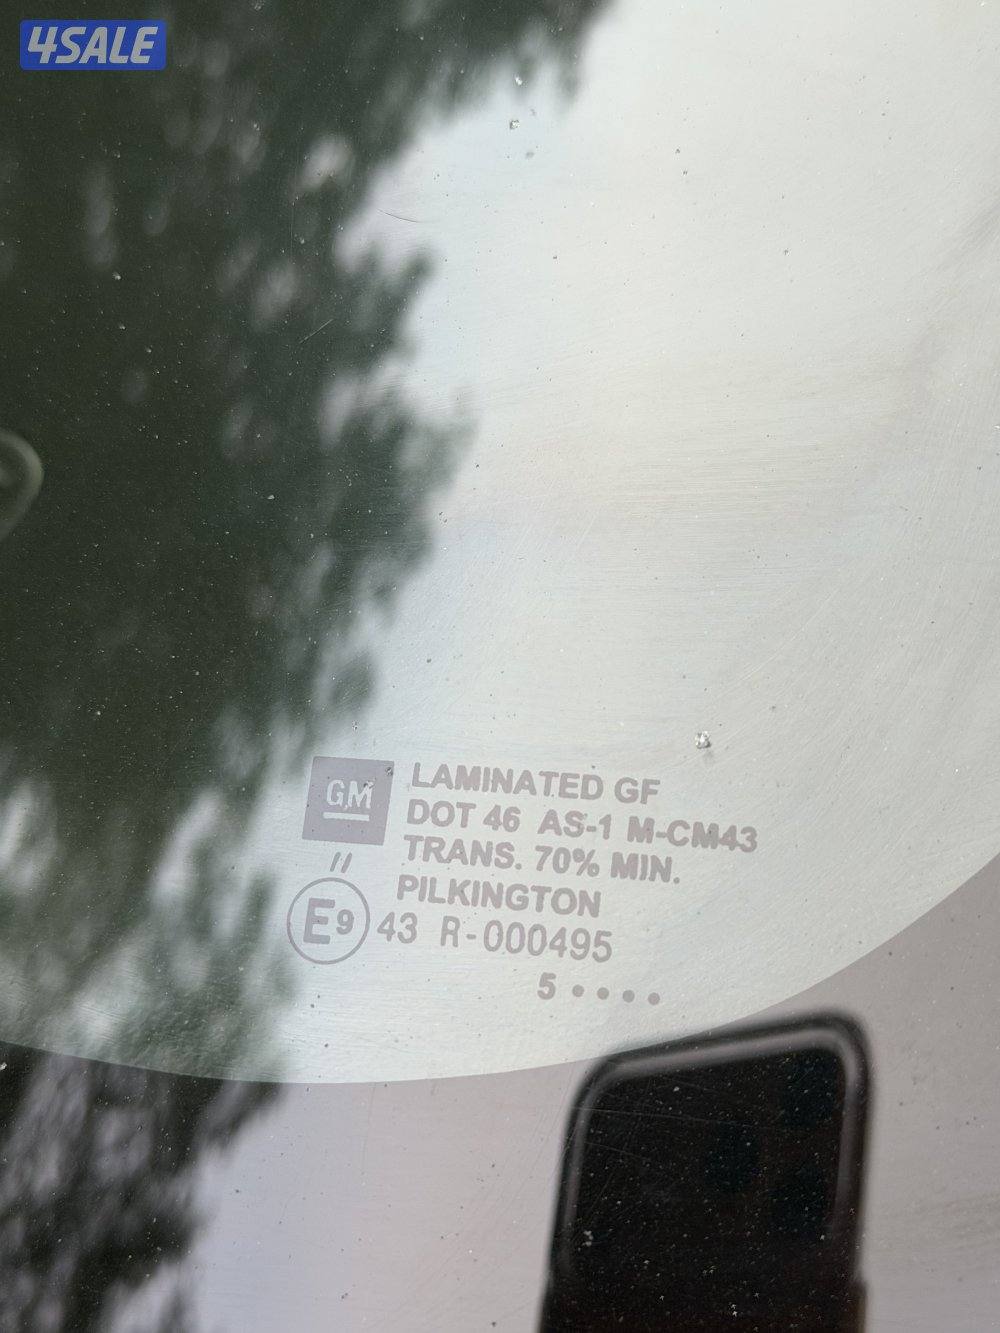 4SALE
GM
LAMINATED GF
DOT 46 AS-1 M-CM43
TRANS. 70% MIN.
//
PILKINGTON
E9 43 R-000495
5 ••••